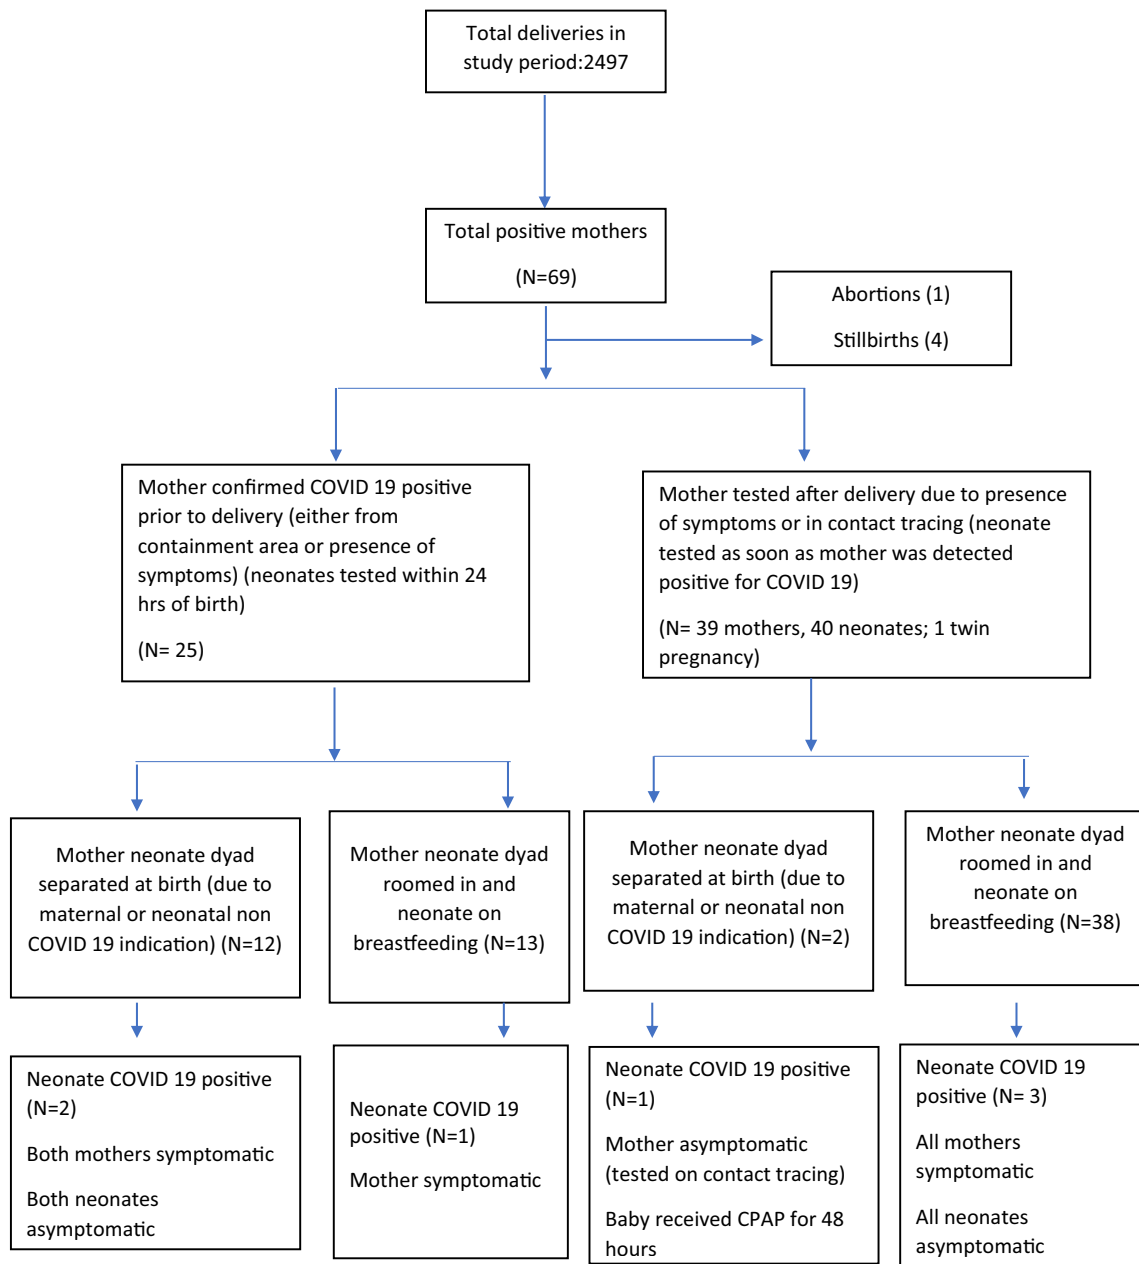 Total deliveries in
study period:2497
Total positive mothers
(N=69)
Abortions (1)
Stillbirths (4)
Mother confirmed COVID 19 positive
prior to delivery (either from
containment area or presence of
symptoms) (neonates tested within 24
hrs of birth)
(N= 25)
Mother tested after delivery due to presence
of symptoms or in contact tracing (neonate
tested as soon as mother was detected
positive for COVID 19)
(N= 39 mothers, 40 neonates; 1 twin
pregnancy)
Mother neonate dyad
separated at birth (due to
maternal or neonatal non
COVID 19 indication) (N=12)
Mother neonate dyad
roomed in and
neonate on
breastfeeding (N=13)
Mother neonate dyad
separated at birth (due to
maternal or neonatal non
COVID 19 indication) (N=2)
Mother neonate dyad
roomed in and
neonate on
breastfeeding (N=38)
Neonate COVID 19 positive
(N=2)
Both mothers symptomatic
Both neonates
asymptomatic
Neonate COVID 19
positive (N=1)
Mother symptomatic
Neonate COVID 19 positive
(N=1)
Mother asymptomatic
(tested on contact tracing)
Baby received CPAP for 48
hours
Neonate COVID 19
positive (N= 3)
All mothers
symptomatic
All neonates
asymptomatic